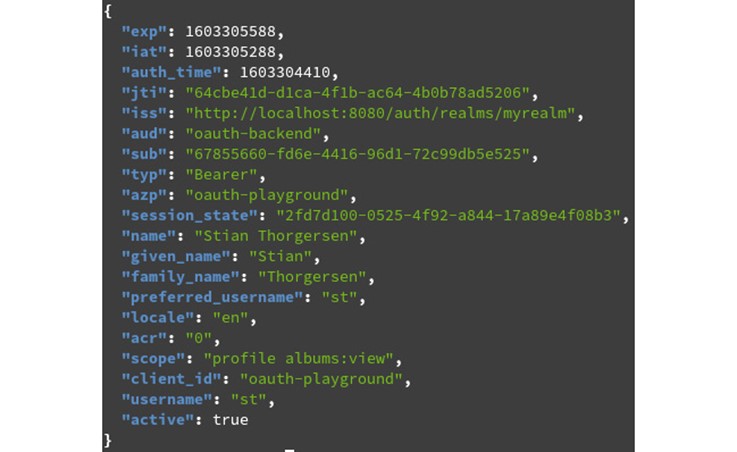 {
"exp": 1603305588,
"iat": 1603305288,
"auth_time": 1603304410,
"jti": "64cbe41d-d1ca-4f1b-ac64-4b0b78ad5206",
"iss": "http://localhost:8080/auth/realms/myrealm",
"aud": "oauth-backend",
"sub": "67855660-fd6e-4416-96d1-72c99db5e525",
"typ": "Bearer",
"azp": "oauth-playground",
"session_state": "2fd7d100-0525-4f92-a844-17a89e4f08b3",
"name": "Stian Thorgersen",
"given_name": "Stian",
"family_name": "Thorgersen",
"preferred_username": "st",
"locale": "en",
"acr": "0",
"scope": "profile albums:view",
"client_id": "oauth-playground",
"username": "st",
"active": true
}